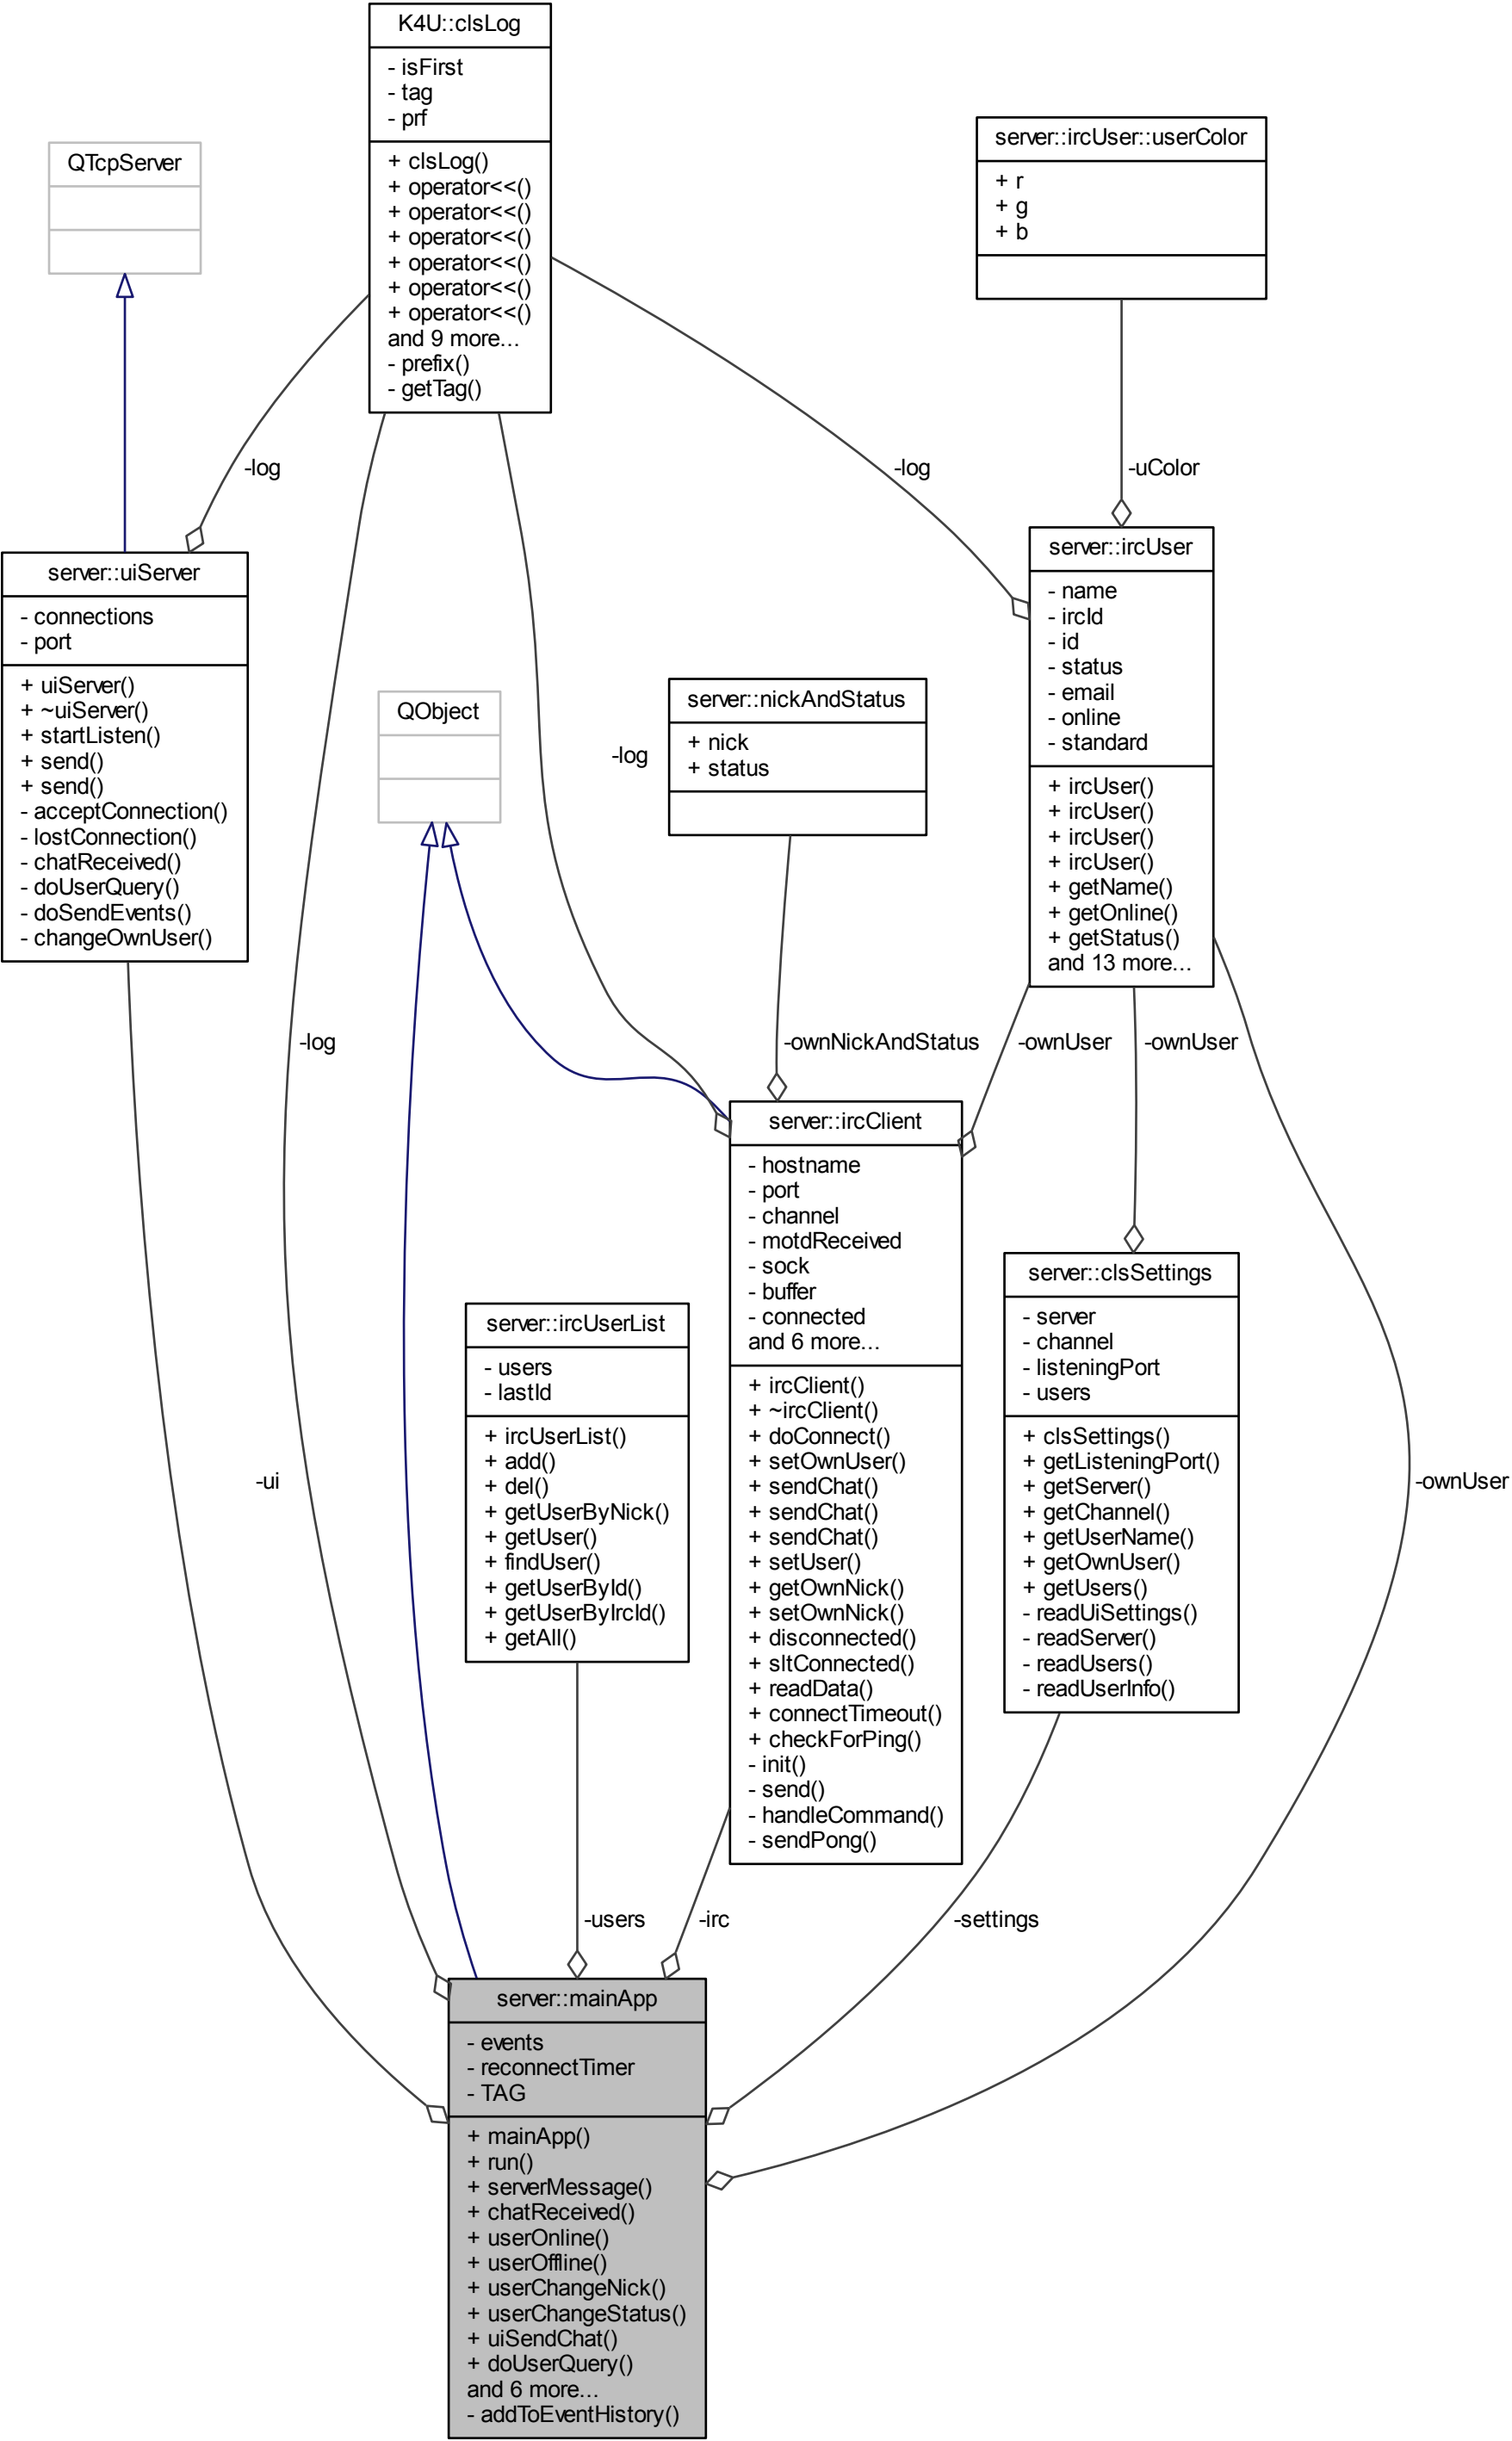 K4U::clsLog
- isFirst
- tag
- prf
+ clsLog()
+ operator<<()
+ operator<<()
+ operator<<()
+ operator<<()
+ operator<<()
+ operator<<()
and 9 more...
- prefix()
- getTag()
server::ircUser::userColor
+ r
+ g
+ b
QTcpServer
-log
-log
-uColor
server::uiServer
- connections
- port
+ uiServer()
+ ~uiServer()
+ startListen()
+ send()
+ send()
- acceptConnection()
- lostConnection()
- chatReceived()
- doUserQuery()
- doSendEvents()
- changeOwnUser()
server::ircUser
- name
- ircId
- id
- status
- email
- online
- standard
+ ircUser()
+ ircUser()
+ ircUser()
+ ircUser()
+ getName()
+ getOnline()
+ getStatus()
and 13 more...
QObject
-log
server::nickAndStatus
+ nick
+ status
-log
-ownNickAndStatus
-ownUser
-ownUser
server::ircClient
- hostname
- port
- channel
- motdReceived
- sock
- buffer
- connected
and 6 more...
+ ircClient()
+ ~ircClient()
+ doConnect()
+ setOwnUser()
+ sendChat()
+ sendChat()
+ sendChat()
+ setUser()
+ getOwnNick()
+ setOwnNick()
+ disconnected()
+ sltConnected()
+ readData()
+ connectTimeout()
+ checkForPing()
- init()
- send()
- handleCommand()
- sendPong()
server::clsSettings
- server
- channel
- listeningPort
- users
+ clsSettings()
+ getListeningPort()
+ getServer()
+ getChannel()
+ getUserName()
+ getOwnUser()
+ getUsers()
- readUiSettings()
- readServer()
- readUsers()
- readUserInfo()
server::ircUserList
- users
- lastId
+ ircUserList()
+ add()
+ del()
+ getUserByNick()
+ getUser()
+ findUser()
+ getUserById()
+ getUserByIrcId()
+ getAll()
-ui
-ownUser
-users
-irc
-settings
server::mainApp
- events
- reconnectTimer
- TAG
+ mainApp()
+ run()
+ serverMessage()
+ chatReceived()
+ userOnline()
+ userOffline()
+ userChangeNick()
+ userChangeStatus()
+ uiSendChat()
+ doUserQuery()
and 6 more...
- addToEventHistory()